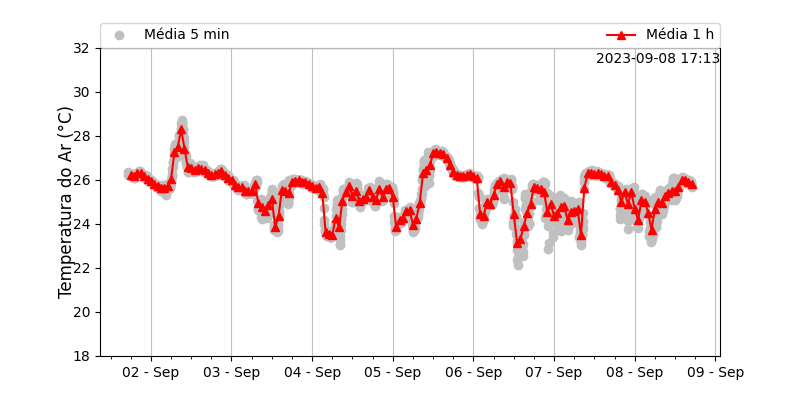 Média 5 min
Média 1 h
2023-09-08 17:13
Temperatura do Ar (°C)
32
30
28
26
24
22
20
18
02 - Sep
03 - Sep
04 - Sep
05 - Sep
06 - Sep
07 - Sep
08 - Sep
09 - Sep